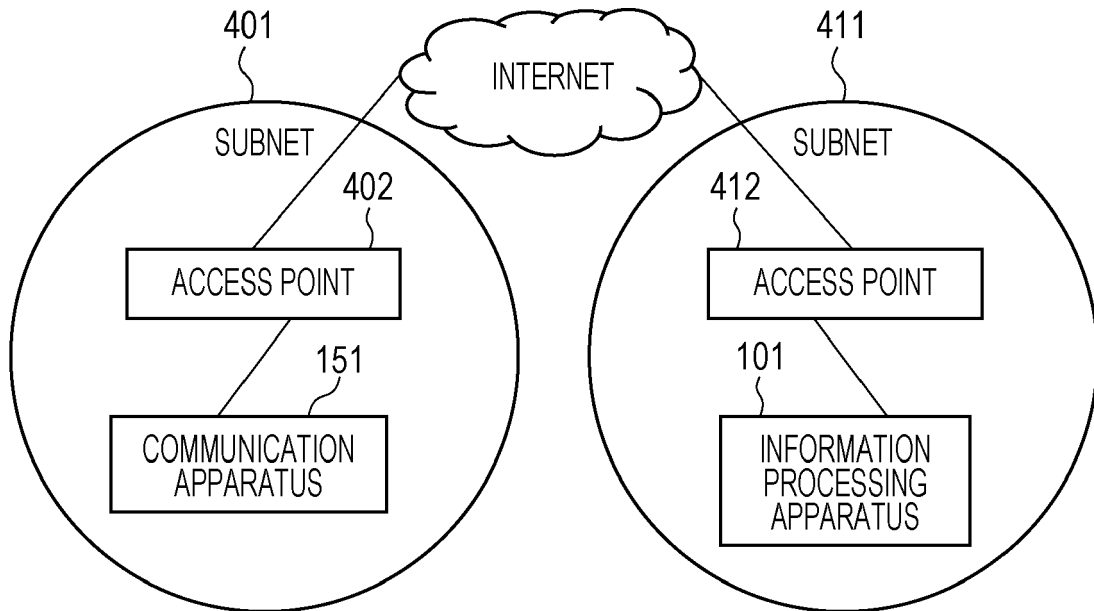 401
411
INTERNET
SUBNET
SUBNET
402
412
ACCESS POINT
ACCESS POINT
151
101
COMMUNICATION
APPARATUS
INFORMATION
PROCESSING
APPARATUS